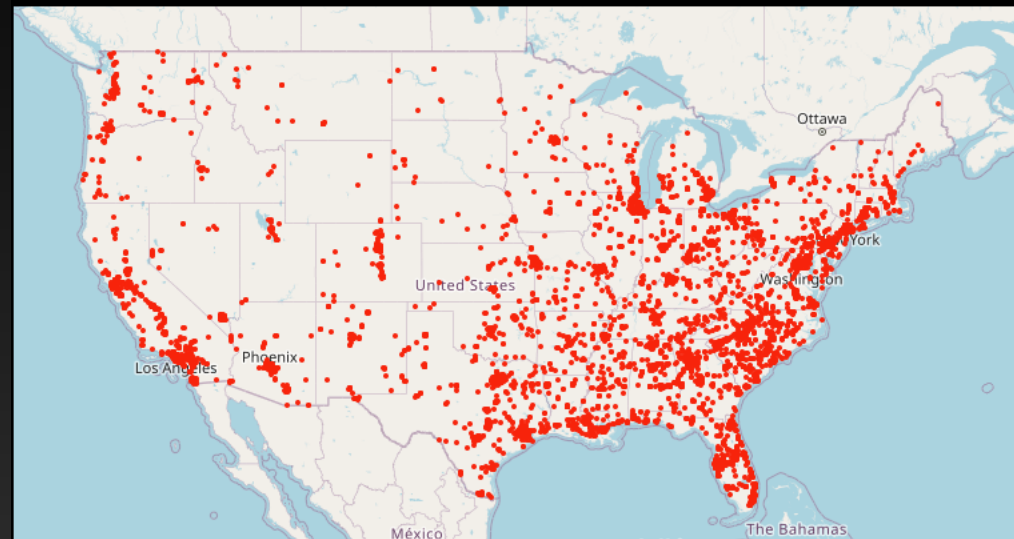 Ottawa
York
Washington
United States
Phoenix
Los Angeles
México
The Bahamas